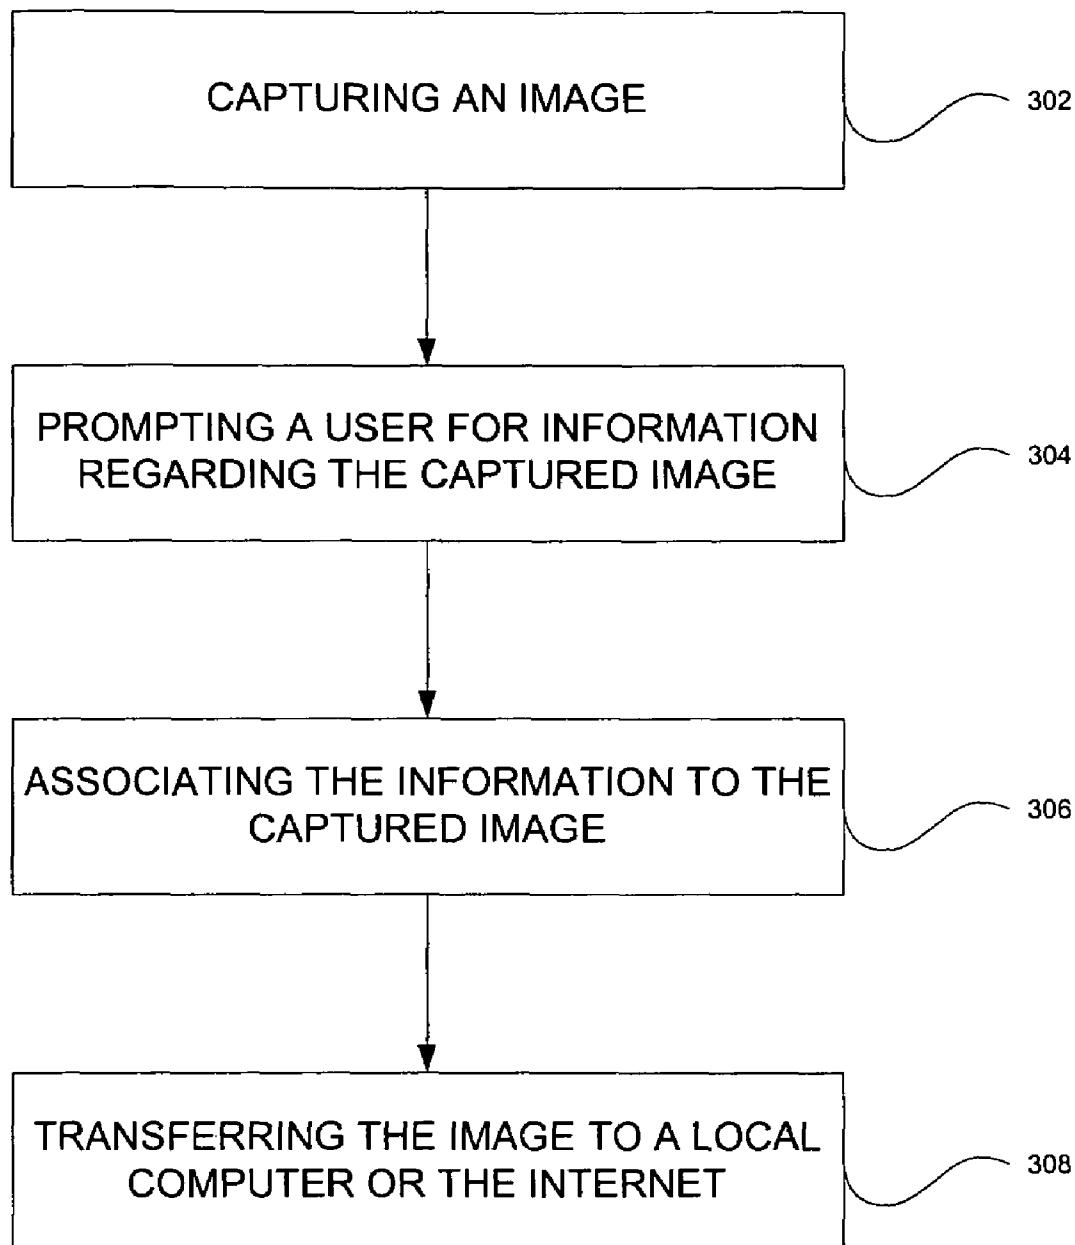 CAPTURING AN IMAGE
302
PROMPTING A USER FOR INFORMATION
REGARDING THE CAPTURED IMAGE
304
ASSOCIATING THE INFORMATION TO THE
CAPTURED IMAGE
306
TRANSFERRING THE IMAGE TO A LOCAL
COMPUTER OR THE INTERNET
308